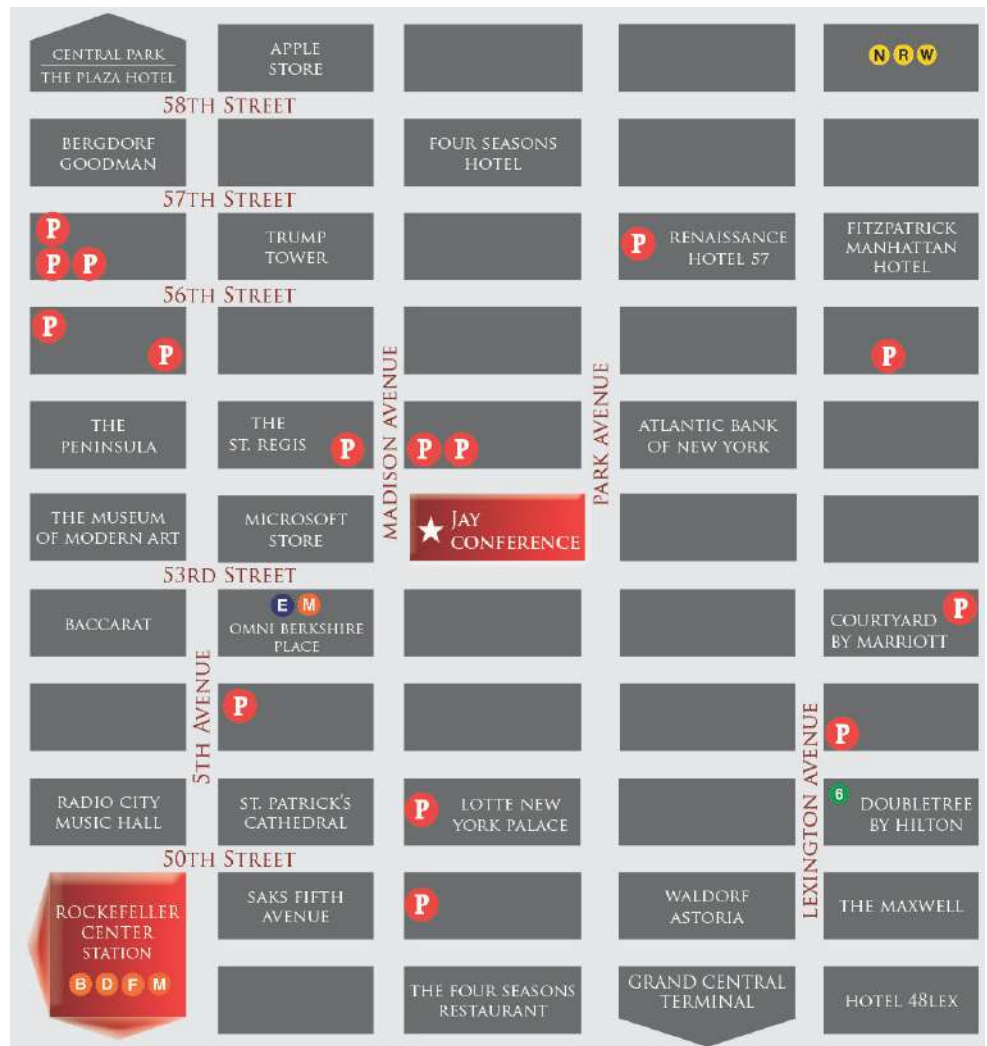 CENTRAL PARK
THE PLAZA HOTEL
APPLE
STORE
N R W
58TH STREET
BERGDORF
GOODMAN
FOUR SEASONS
HOTEL
57TH STREET
P
P P
TRUMP
TOWER
P
RENAISSANCE
HOTEL 57
FITZPATRICK
MANHATTAN
HOTEL
56TH STREET
P
P
P
MADISON AVENUE
PARK AVENUE
THE
PENINSULA
THE
ST. REGIS
P
P P
ATLANTIC BANK
OF NEW YORK
THE MUSEUM
OF MODERN ART
MICROSOFT
STORE
JAY
CONFERENCE
53RD STREET
BACCARAT
E M
OMNI BERKSHIRE
PLACE
COURTYARD
BY MARRIOTT
P
5TH AVENUE
P
LEXINGTON AVENUE
P
RADIO CITY
MUSIC HALL
ST. PATRICK'S
CATHEDRAL
P
LOTTE NEW
YORK PALACE
6
DOUBLETREE
BY HILTON
50TH STREET
ROCKEFELLER
CENTER
STATION
B D F M
SAKS FIFTH
AVENUE
P
WALDORF
ASTORIA
THE MAXWELL
THE FOUR SEASONS
RESTAURANT
GRAND CENTRAL
TERMINAL
HOTEL 48LEX